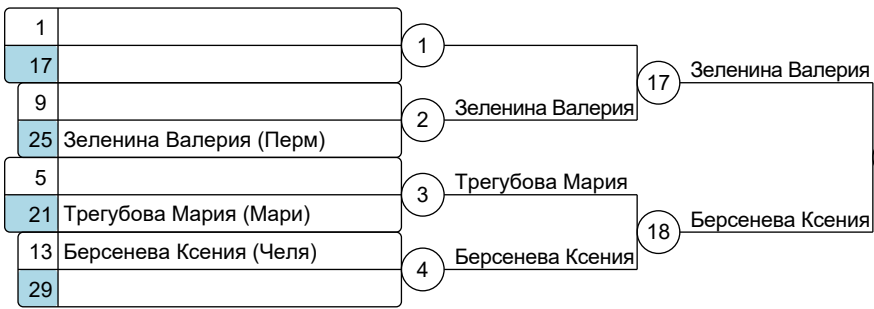 1
1
17
17 Зеленина Валерия
9
2 Зеленина Валерия
25 Зеленина Валерия (Перм)
5
3 Трегубова Мария
21 Трегубова Мария (Мари)
18 Берсенева Ксения
13 Берсенева Ксения (Челя)
4 Берсенева Ксения
29